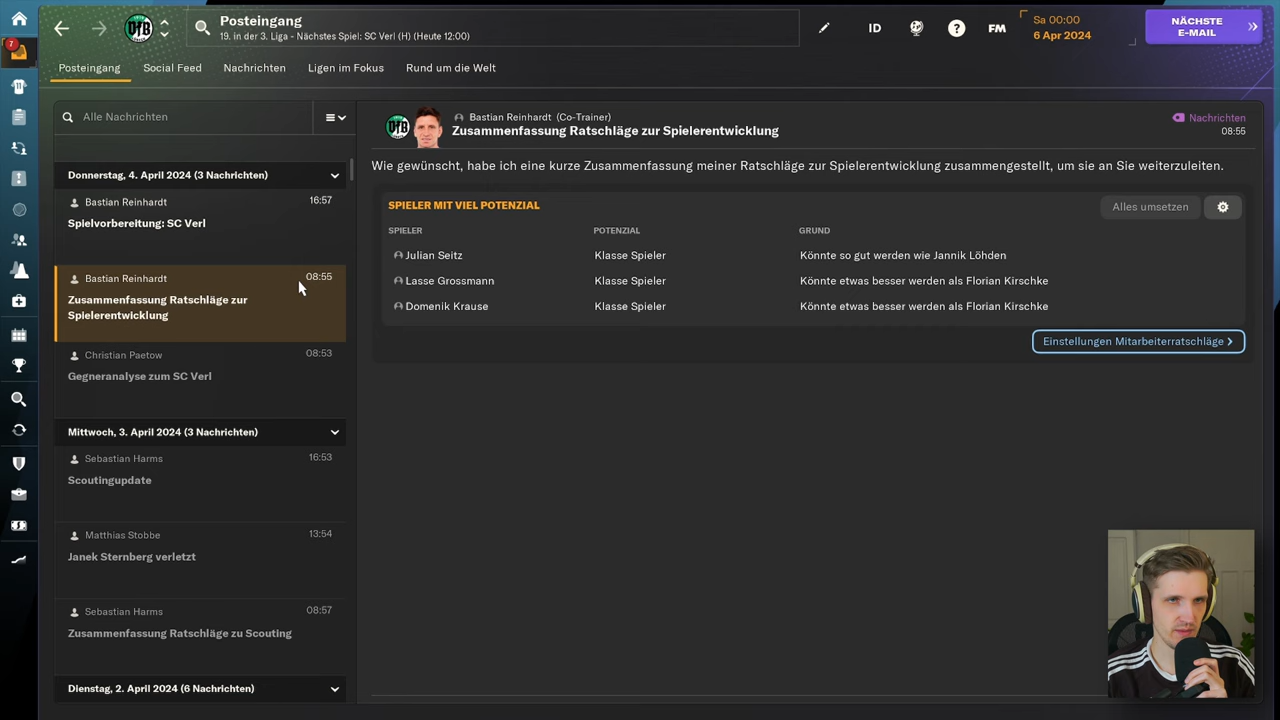 7
DfB
Posteingang
19. in der 3. Liga - Nächstes Spiel: SC Verl (H) (Heute 12:00)
ID
FM
Sa 00:00
6 Apr 2024
NÄCHSTE
E-MAIL
Posteingang
Social Feed
Nachrichten
Ligen im Fokus
Rund um die Welt
Alle Nachrichten
Donnerstag, 4. April 2024 (3 Nachrichten)
Bastian Reinhardt 16:57
Spielvorbereitung: SC Verl
Bastian Reinhardt 08:55
Zusammenfassung Ratschläge zur
Spielerentwicklung
Christian Paetow 08:53
Gegneranalyse zum SC Verl
Mittwoch, 3. April 2024 (3 Nachrichten)
Sebastian Harms 16:53
Scoutingupdate
Matthias Stobbe 13:54
Janek Sternberg verletzt
Sebastian Harms 08:57
Zusammenfassung Ratschläge zu Scouting
Dienstag, 2. April 2024 (6 Nachrichten)
Bastian Reinhardt (Co-Trainer)
Zusammenfassung Ratschläge zur Spielerentwicklung
Nachrichten
08:55
Wie gewünscht, habe ich eine kurze Zusammenfassung meiner Ratschläge zur Spielerentwicklung zusammengestellt, um sie an Sie weiterzuleiten.
SPIELER MIT VIEL POTENZIAL
Alles umsetzen
SPIELER POTENZIAL GRUND
Julian Seitz Klasse Spieler Könnte so gut werden wie Jannik Löhden
Lasse Grossmann Klasse Spieler Könnte etwas besser werden als Florian Kirschke
Domenik Krause Klasse Spieler Könnte etwas besser werden als Florian Kirschke
Einstellungen Mitarbeiterratschläge